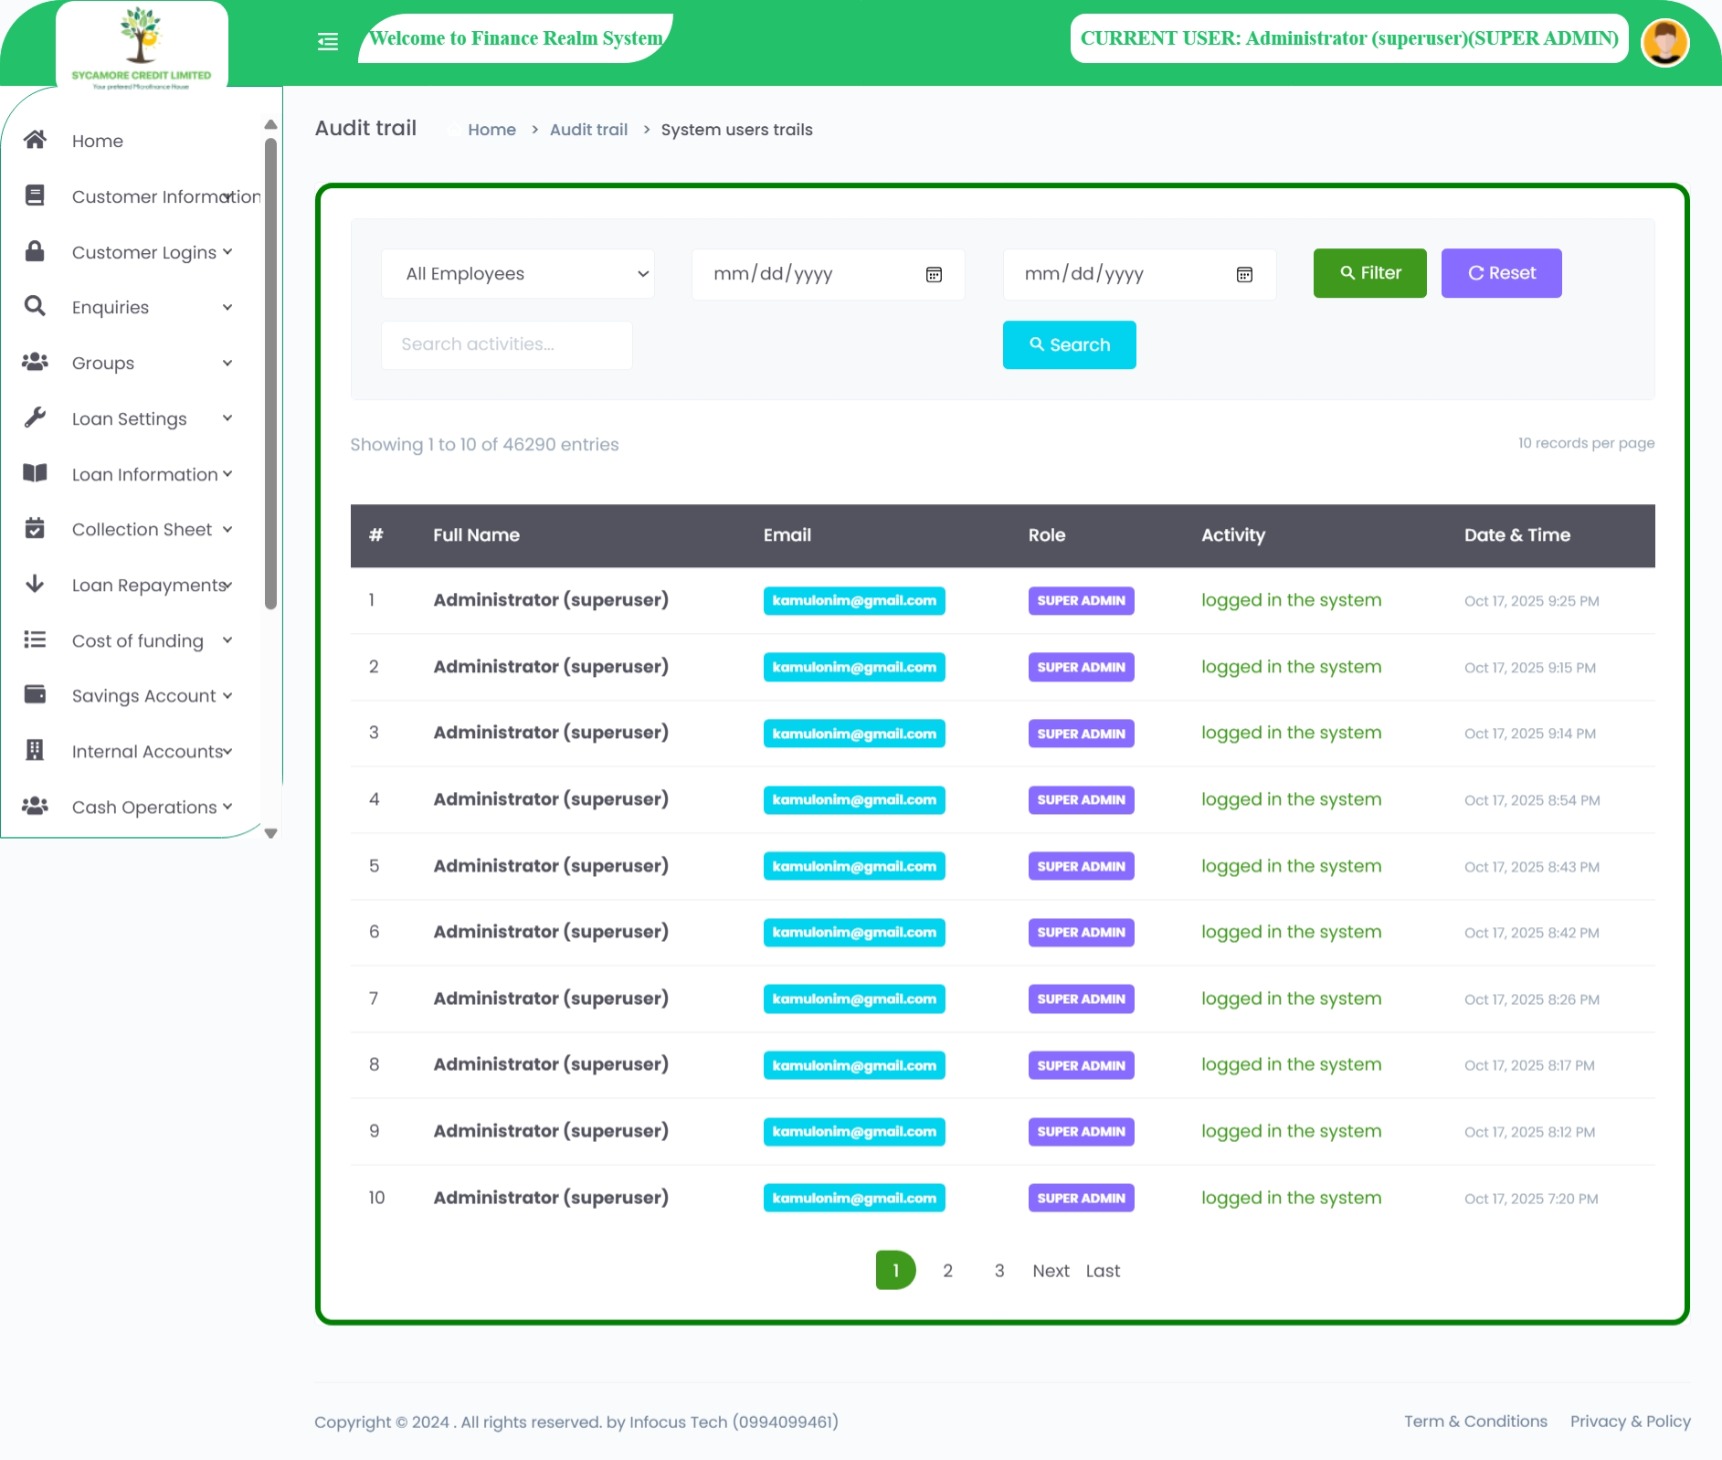 SYCAMORE CREDIT LIMITED
Your prefered Microfinance House
Welcome to Finance Realm System
CURRENT USER: Administrator (superuser)(SUPER ADMIN)
Home
Customer Information
Customer Logins
Enquiries
Groups
Loan Settings
Loan Information
Collection Sheet
Loan Repayments
Cost of funding
Savings Account
Internal Accounts
Cash Operations
Audit trail Home > Audit trail > System users trails
All Employees mm/dd/yyyy mm/dd/yyyy Filter Reset
Search activities... Search
Showing 1 to 10 of 46290 entries 10 records per page
# Full Name Email Role Activity Date & Time
1 Administrator (superuser) kamulonim@gmail.com SUPER ADMIN logged in the system Oct 17, 2025 9:25 PM
2 Administrator (superuser) kamulonim@gmail.com SUPER ADMIN logged in the system Oct 17, 2025 9:15 PM
3 Administrator (superuser) kamulonim@gmail.com SUPER ADMIN logged in the system Oct 17, 2025 9:14 PM
4 Administrator (superuser) kamulonim@gmail.com SUPER ADMIN logged in the system Oct 17, 2025 8:54 PM
5 Administrator (superuser) kamulonim@gmail.com SUPER ADMIN logged in the system Oct 17, 2025 8:43 PM
6 Administrator (superuser) kamulonim@gmail.com SUPER ADMIN logged in the system Oct 17, 2025 8:42 PM
7 Administrator (superuser) kamulonim@gmail.com SUPER ADMIN logged in the system Oct 17, 2025 8:26 PM
8 Administrator (superuser) kamulonim@gmail.com SUPER ADMIN logged in the system Oct 17, 2025 8:17 PM
9 Administrator (superuser) kamulonim@gmail.com SUPER ADMIN logged in the system Oct 17, 2025 8:12 PM
10 Administrator (superuser) kamulonim@gmail.com SUPER ADMIN logged in the system Oct 17, 2025 7:20 PM
1 2 3 Next Last
Copyright © 2024 . All rights reserved. by Infocus Tech (0994099461) Term & Conditions Privacy & Policy